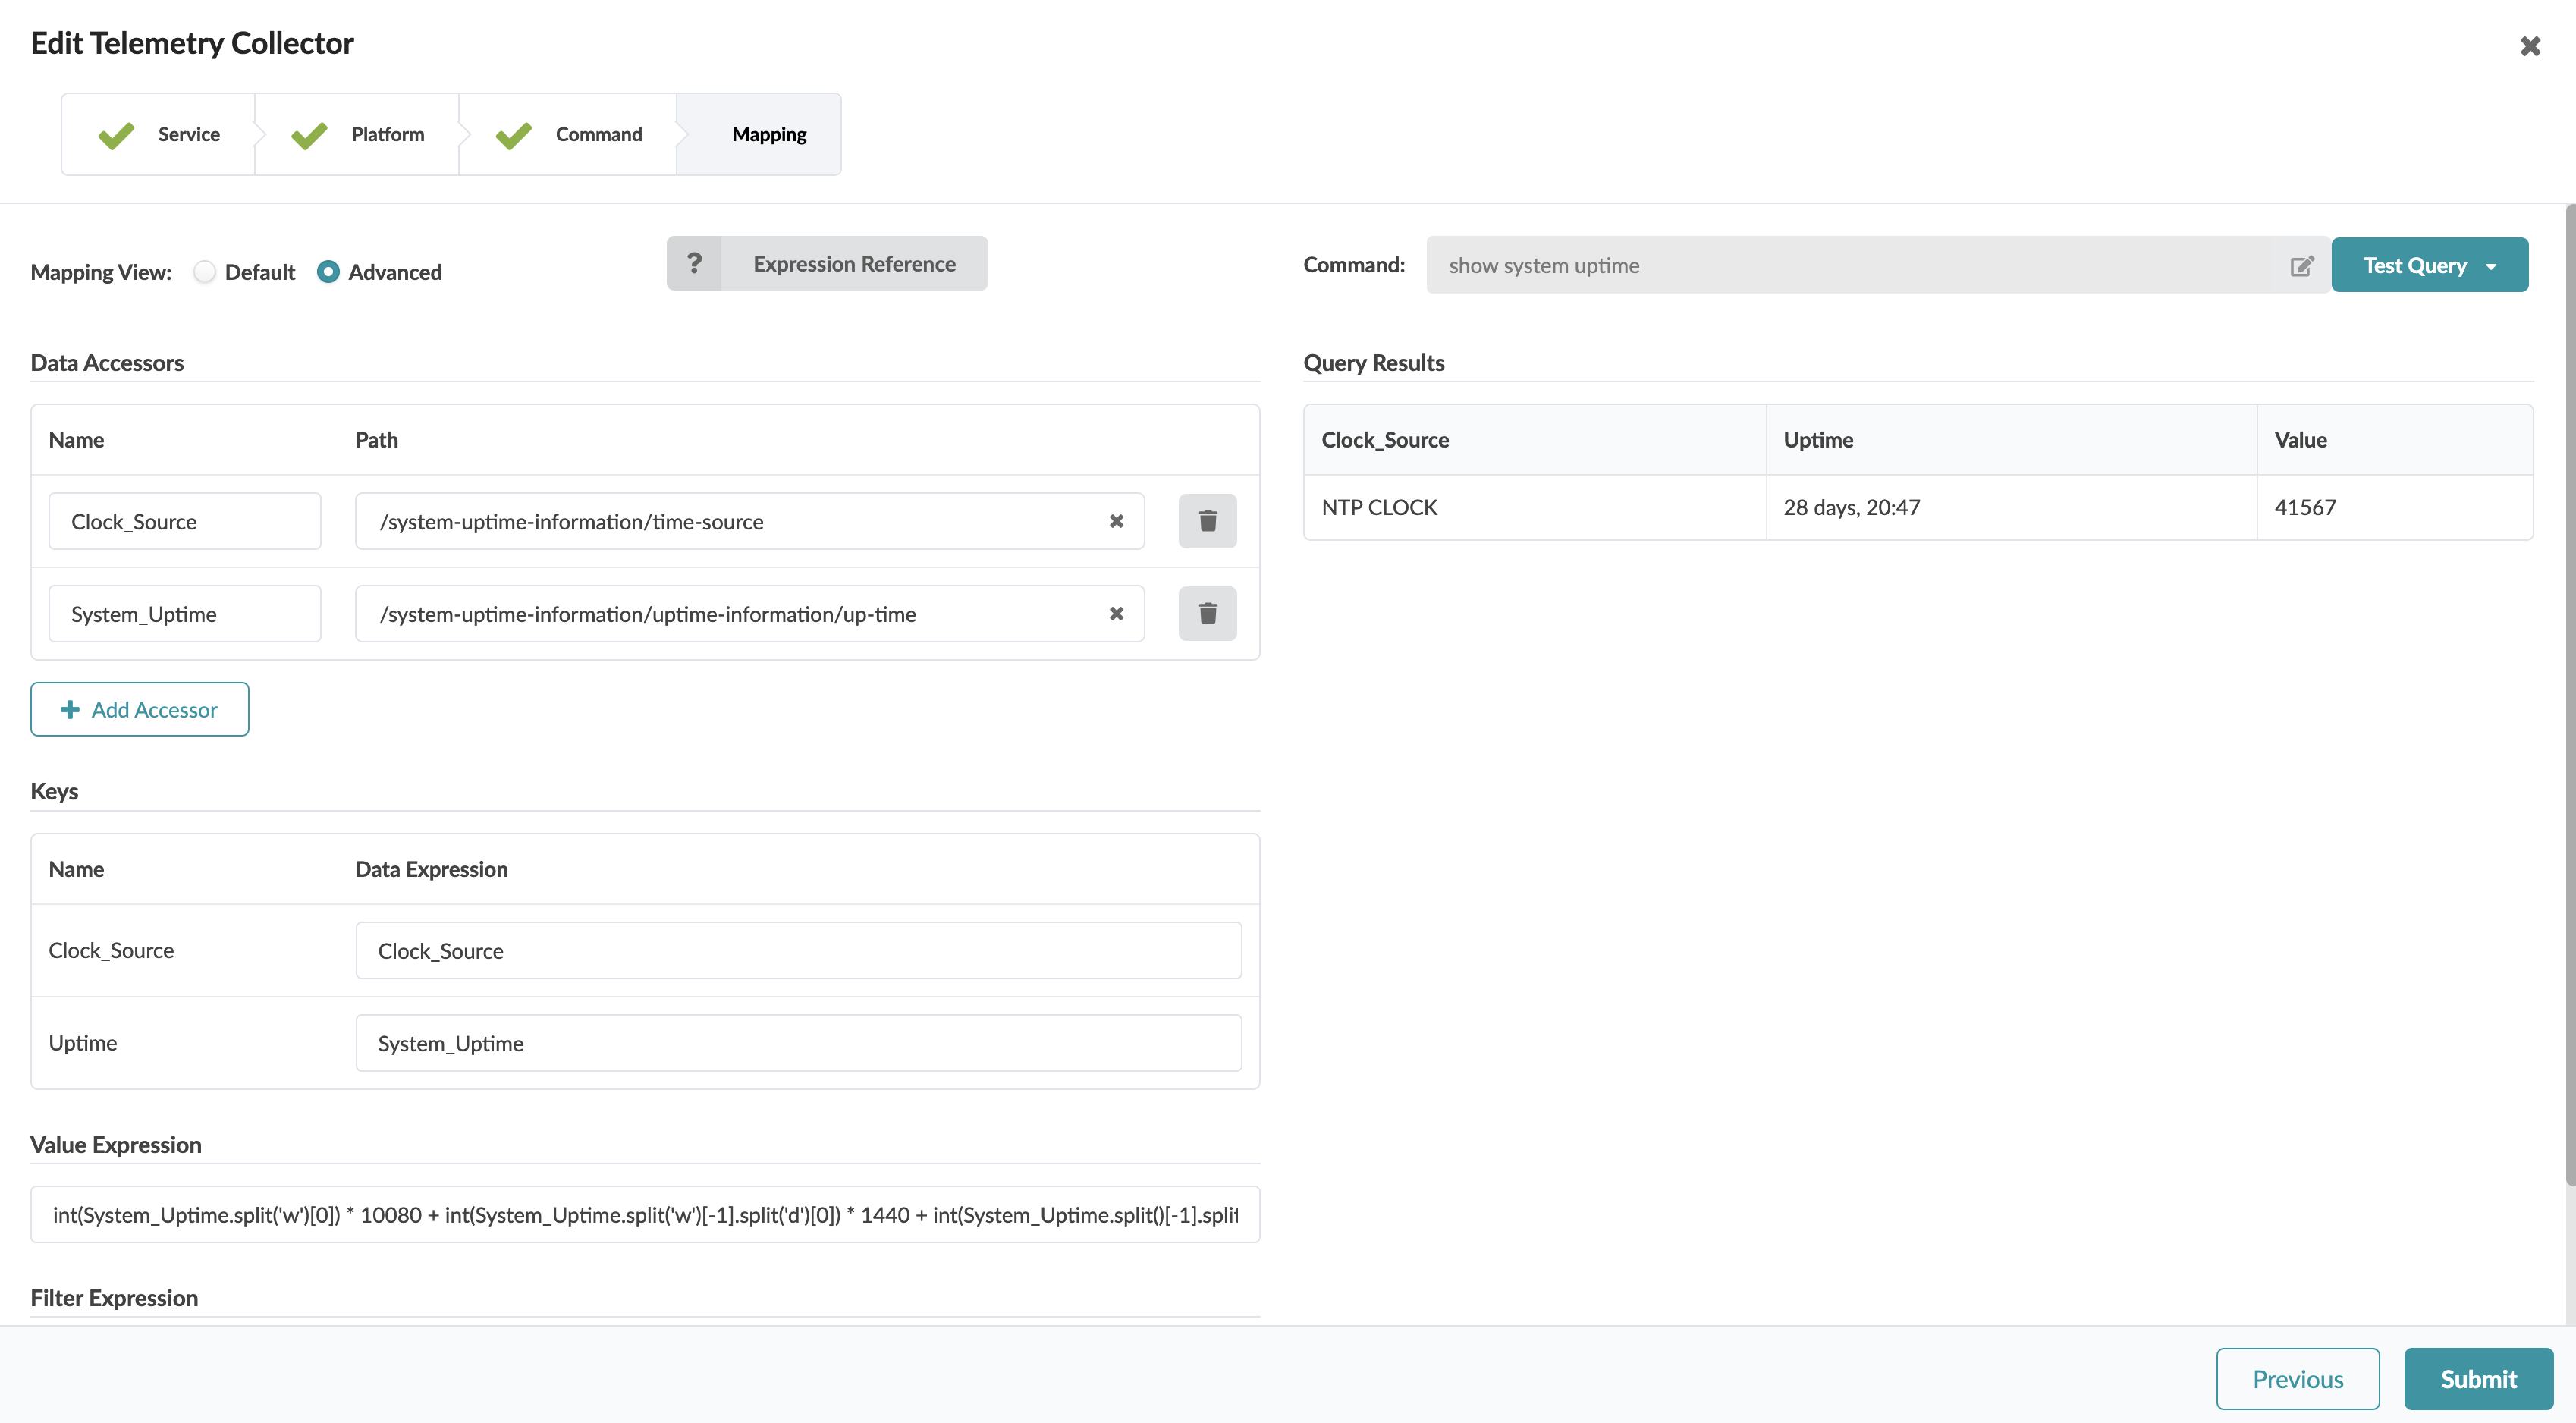 Edit Telemetry Collector
Service
Platform
Command
Mapping
Mapping View:
Default
Advanced
? Expression Reference
Command:
show system uptime
Test Query
Data Accessors
Name Path
Clock_Source /system-uptime-information/time-source
System_Uptime /system-uptime-information/uptime-information/up-time
Add Accessor
Keys
Name Data Expression
Clock_Source Clock_Source
Uptime System_Uptime
Value Expression
int(System_Uptime.split('w')[0]) * 10080 + int(System_Uptime.split('w')[-1].split('d')[0]) * 1440 + int(System_Uptime.split()[-1].split
Filter Expression
Query Results
Clock_Source Uptime Value
NTP CLOCK 28 days, 20:47 41567
Previous
Submit